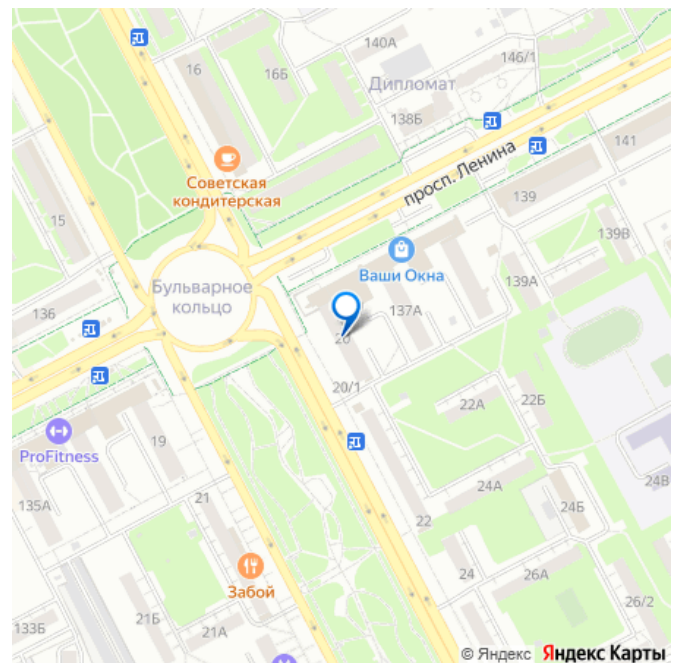 140А
146/1
16
16Б
Дипломат
138Б
141
просп. Ленина
Советская
кондитерская
139
15
139В
Ваши Окна
139А
Бульварное
кольцо
136
137А
20
20/1
22А
22Б
ProFitness
19
135А
21
24А
24В
24Б
22
Забой
24
26А
26/2
133Б
21Б
21А
© Яндекс Яндекс Карты